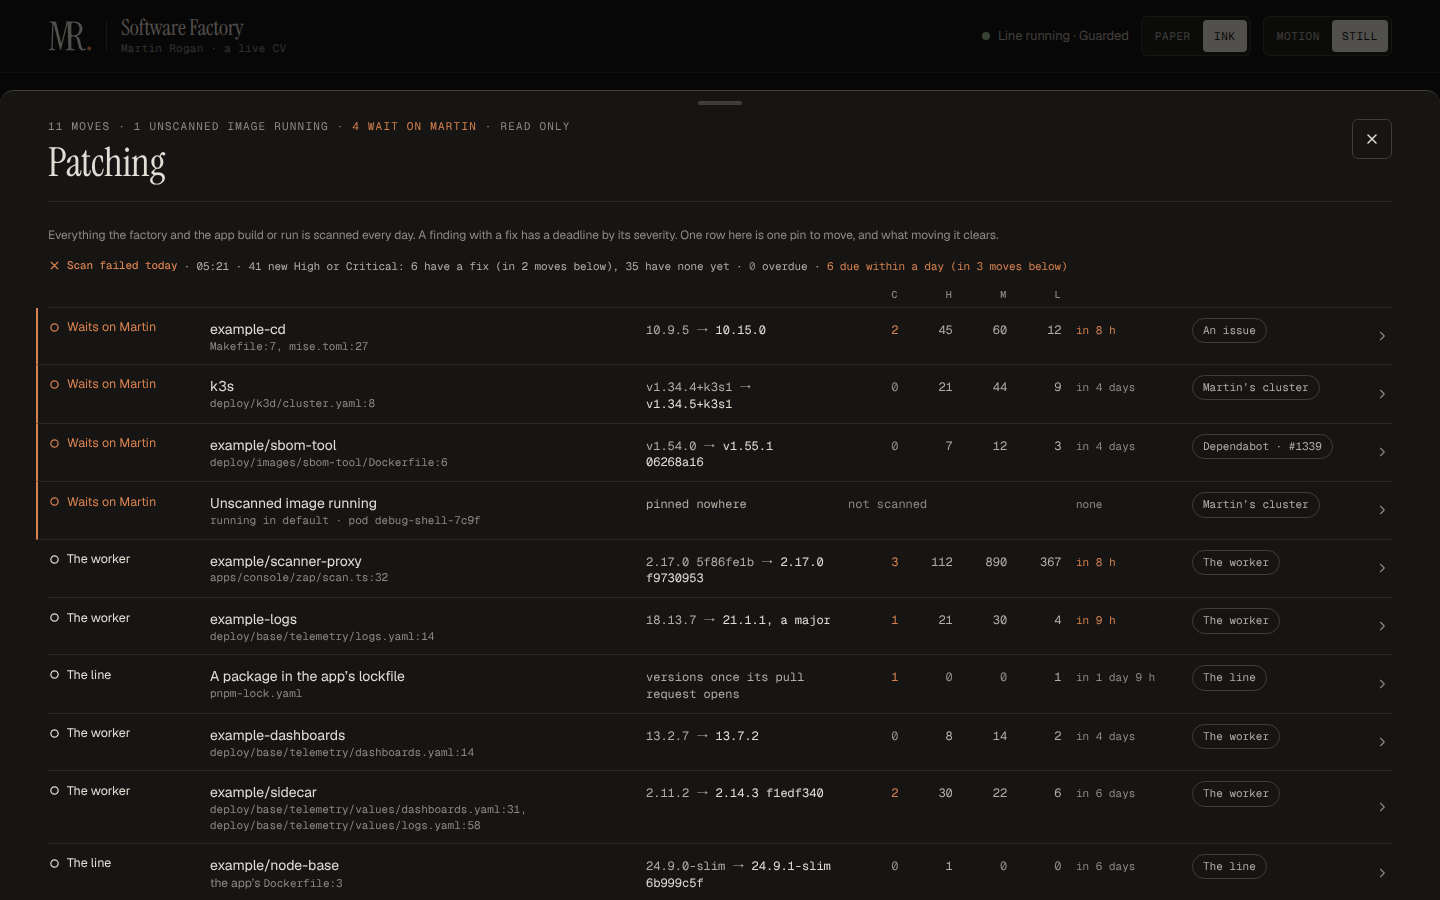 MR.
Software Factory
Martin Rogan · a live CV
Line running · Guarded
PAPER INK
MOTION STILL
11 MOVES · 1 UNSCANNED IMAGE RUNNING · 4 WAIT ON MARTIN · READ ONLY
Patching
Everything the factory and the app build or run is scanned every day. A finding with a fix has a deadline by its severity. One row here is one pin to move, and what moving it clears.
Scan failed today · 05:21 · 41 new High or Critical: 6 have a fix (in 2 moves below), 35 have none yet · 0 overdue · 6 due within a day (in 3 moves below)
C H M L
Waits on Martin example-cd 10.9.5 → 10.15.0 2 45 60 12 in 8 h An issue
Makefile:7, mise.toml:27
Waits on Martin k3s v1.34.4+k3s1 → 0 21 44 9 in 4 days Martin's cluster
deploy/k3d/cluster.yaml:8 v1.34.5+k3s1
Waits on Martin example/sbom-tool v1.54.0 → v1.55.1 0 7 12 3 in 4 days Dependabot · #1339
deploy/images/sbom-tool/Dockerfile:6 06268a16
Waits on Martin Unscanned image running pinned nowhere not scanned none Martin's cluster
running in default · pod debug-shell-7c9f
The worker example/scanner-proxy 2.17.0 5f86fe1b → 2.17.0 3 112 890 367 in 8 h The worker
apps/console/zap/scan.ts:32 f9730953
The worker example-logs 18.13.7 → 21.1.1, a major 1 21 30 4 in 9 h The worker
deploy/base/telemetry/logs.yaml:14
The line A package in the app's lockfile versions once its pull 1 0 0 1 in 1 day 9 h The line
pnpm-lock.yaml request opens
The worker example-dashboards 13.2.7 → 13.7.2 0 8 14 2 in 4 days The worker
deploy/base/telemetry/dashboards.yaml:14
The worker example/sidecar 2.11.2 → 2.14.3 f1edf340 2 30 22 6 in 6 days The worker
deploy/base/telemetry/values/dashboards.yaml:31,
deploy/base/telemetry/values/logs.yaml:58
The line example/node-base 24.9.0-slim → 24.9.1-slim 0 1 0 0 in 6 days The line
the app's Dockerfile:3 6b999c5f